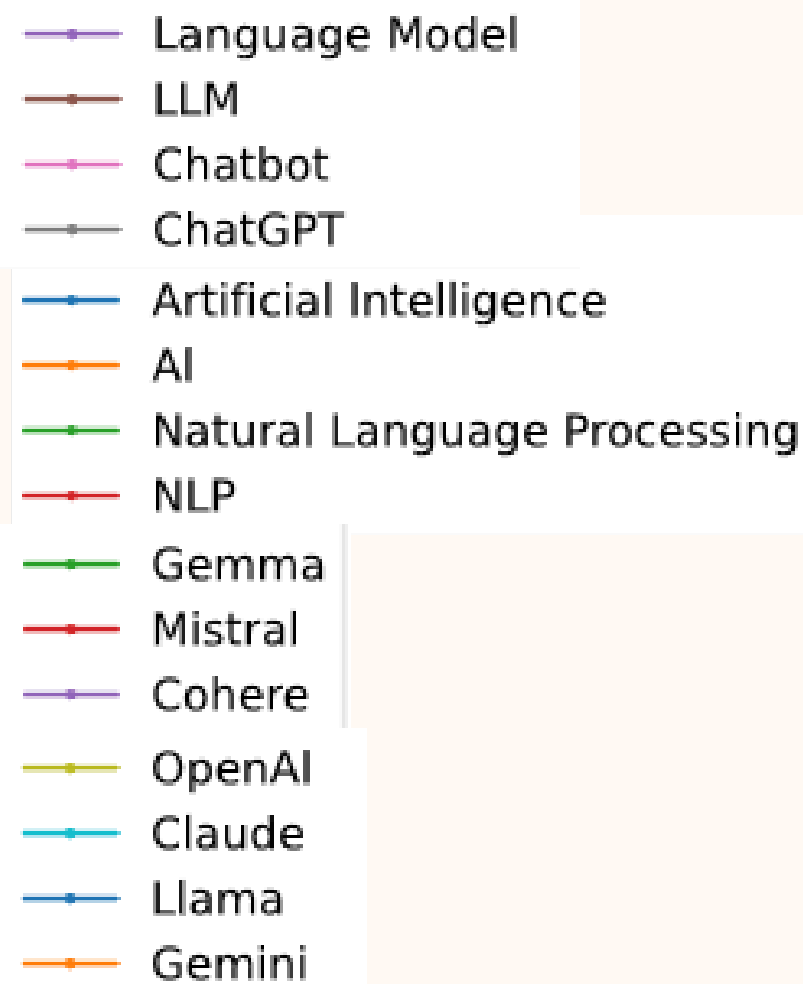 Language Model
LLM
Chatbot
ChatGPT
Artificial Intelligence
AI
Natural Language Processing
NLP
Gemma
Mistral
Cohere
OpenAI
Claude
Llama
Gemini